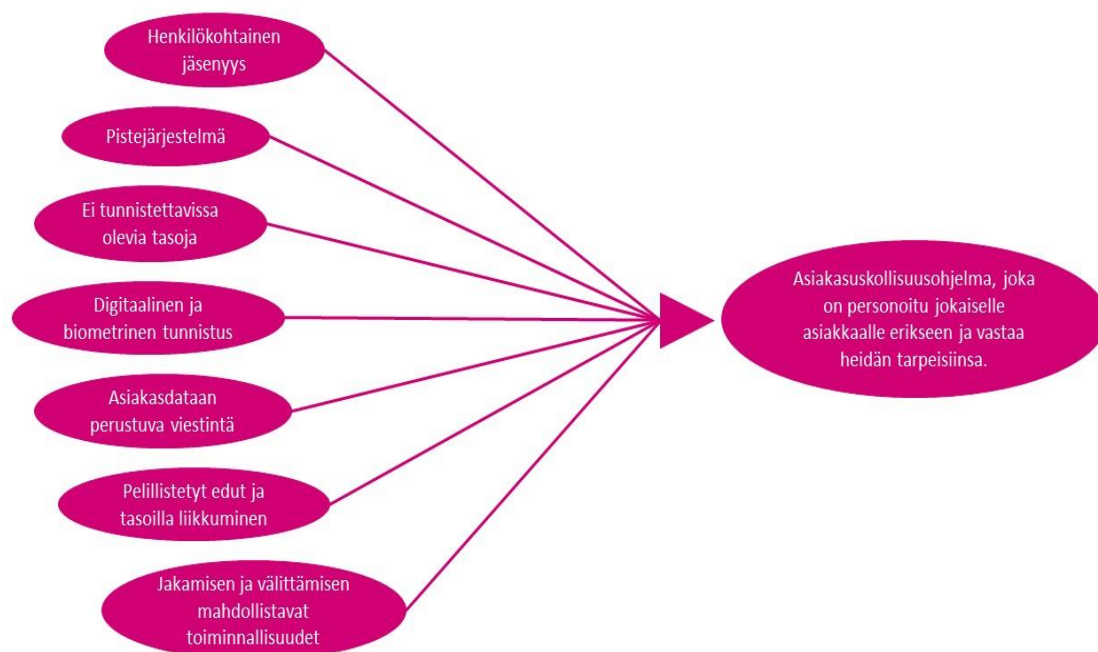 Henkilökohtainen
jäsenyys
Pistejärjestelmä
Ei tunnistettavissa
olevia tasoja
Digitaalinen ja
biometrinen tunnistus
Asiakasdataan
perustuva viestintä
Pelillistetyt edut ja
tasoilla liikkuminen
Jakamisen ja välittämisen
mahdollistavat
toiminnallisuudet
Asiakasuskollisuusohjelma, joka
on personoitu jokaiselle
asiakkaalle erikseen ja vastaa
heidän tarpeisiinsa.